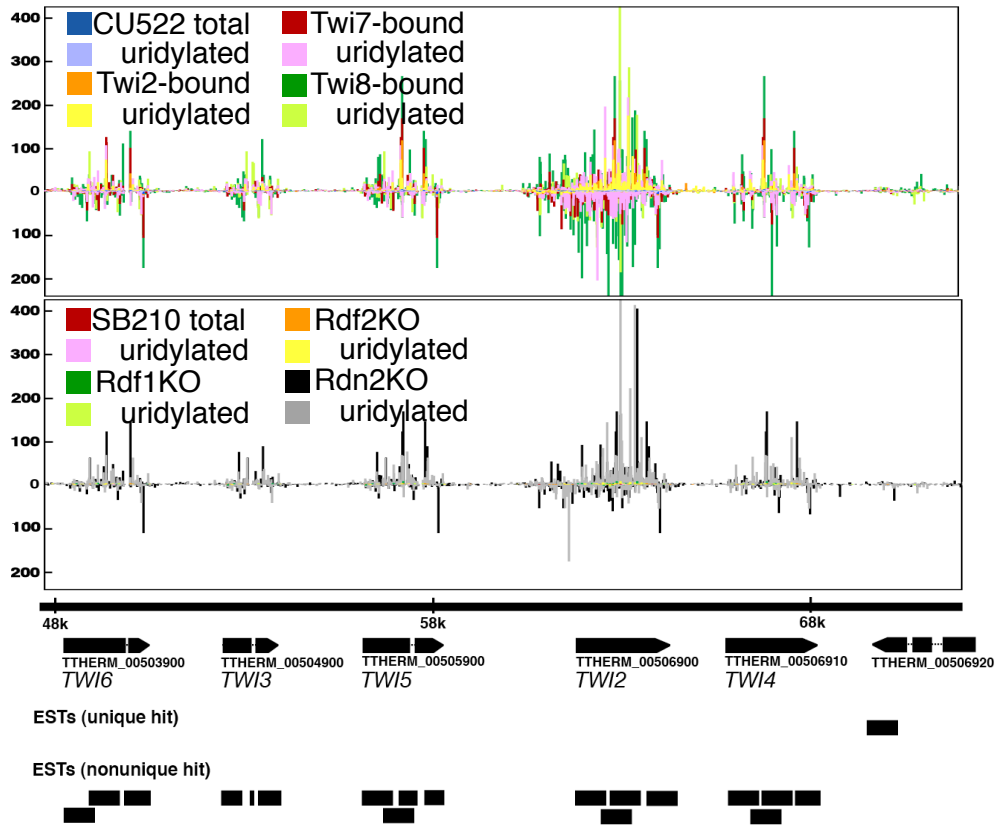 400
300
200
100
0
100
200
CU522 total
uridylated
Twi2-bound
uridylated
Twi7-bound
uridylated
Twi8-bound
uridylated
400
300
200
100
0
100
200
SB210 total
uridylated
Rdf1KO
uridylated
Rdf2KO
uridylated
Rdn2KO
uridylated
48k 58k 68k
TTHERM_00503900 TTHERM_00504900 TTHERM_00505900 TTHERM_00506900 TTHERM_00506910 TTHERM_00506920
TWI6 TWI3 TWI5 TWI2 TWI4
ESTs (unique hit)
ESTs (nonunique hit)